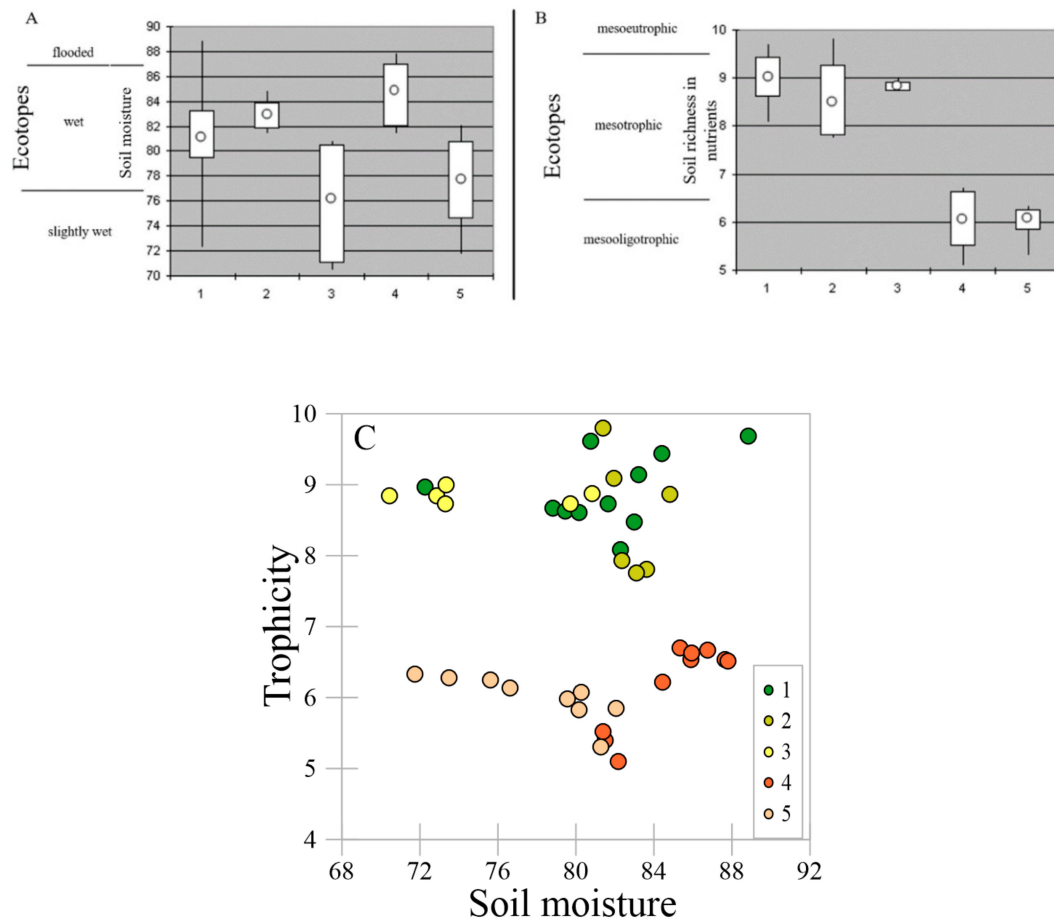 A
Ecotopes
flooded
wet
slightly wet
Soil moisture
90
88
86
84
82
80
78
76
74
72
70
1 2 3 4 5
B
Ecotopes
mesoeutrophic
mesotrophic
mesooligotrophic
Soil richness in
nutrients
10
9
8
7
6
5
1 2 3 4 5
C
Trophicity
10
9
8
7
6
5
4
68 72 76 80 84 88 92
Soil moisture
1
2
3
4
5